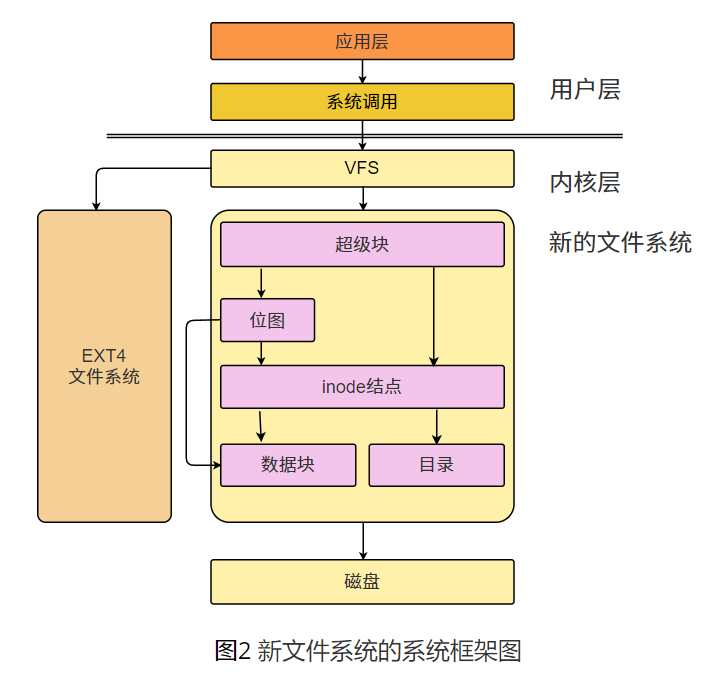 应用层
系统调用
用户层
VFS
内核层
超级块
新的文件系统
位图
EXT4
文件系统
inode结点
数据块
目录
磁盘
图2 新文件系统的系统框架图